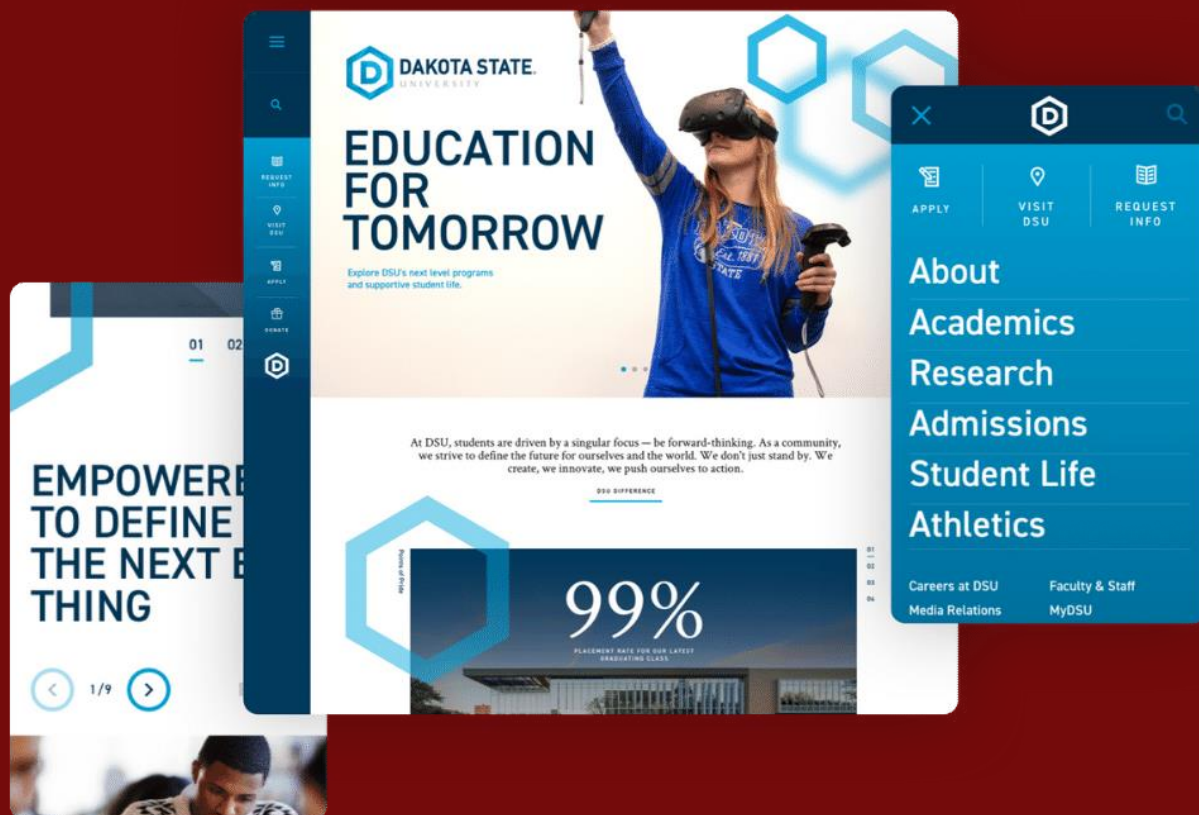 REQUEST
INFO
VISIT
DSU
APPLY
DONATE
DAKOTA STATE
UNIVERSITY
EDUCATION
FOR
TOMORROW
Explore DSU's next level programs
and supportive student life.
At DSU, students are driven by a singular focus — be forward-thinking. As a community,
we strive to define the future for ourselves and the world. We don't just stand by. We
create, we innovate, we push ourselves to action.
DSU DIFFERENCE
Points of Pride
99%
PLACEMENT RATE FOR OUR LATEST
GRADUATING CLASS
01
02
03
04
D
APPLY
VISIT
DSU
REQUEST
INFO
About
Academics
Research
Admissions
Student Life
Athletics
Careers at DSU
Faculty & Staff
Media Relations
MyDSU
01
02
EMPOWERE
TO DEFINE
THE NEXT B
THING
1/9